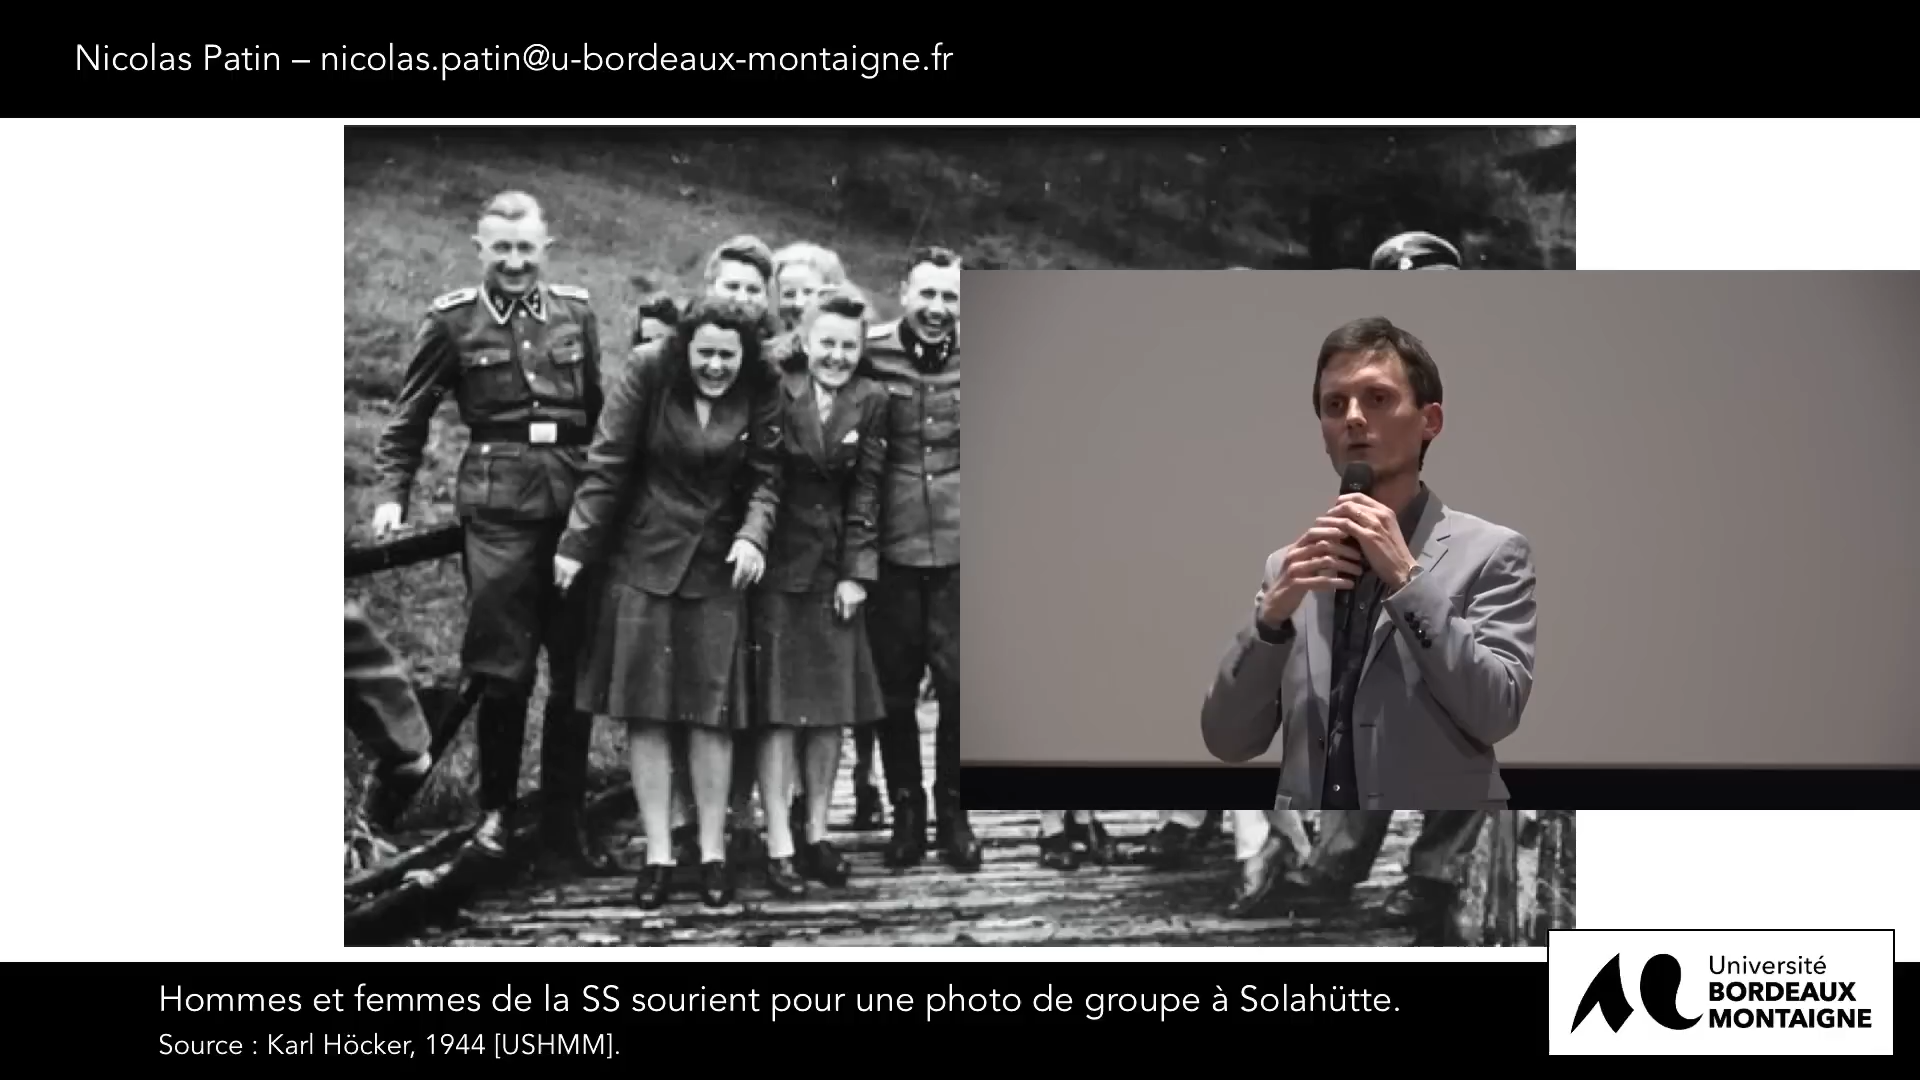 Nicolas Patin – nicolas.patin@u-bordeaux-montaigne.fr
Hommes et femmes de la SS sourient pour une photo de groupe à Solahütte.
Source : Karl Höcker, 1944 [USHMM].
Université
BORDEAUX
MONTAIGNE